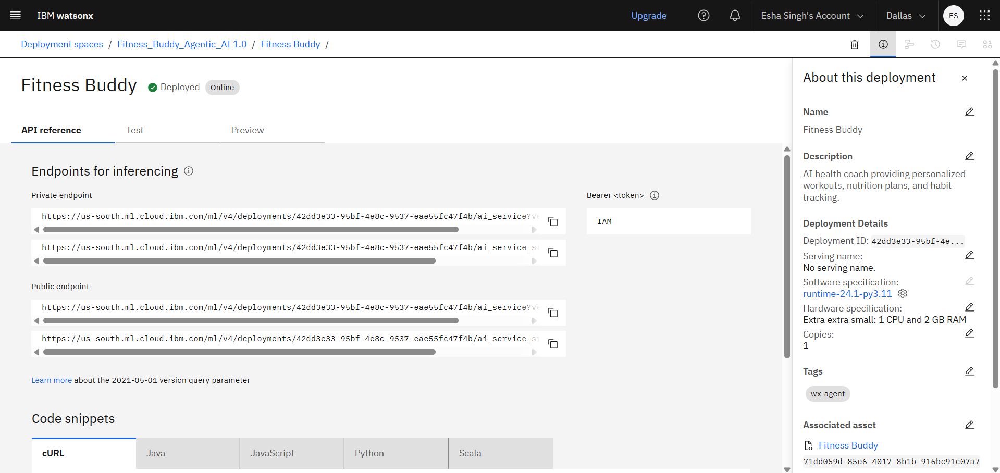 IBM watsonx
Upgrade
Esha Singh's Account
Dallas
ES
Deployment spaces / Fitness_Buddy_Agentic_AI 1.0 / Fitness Buddy /
Fitness Buddy
Deployed
Online
API reference
Test
Preview
Endpoints for inferencing
Private endpoint
https://us-south.ml.cloud.ibm.com/ml/v4/deployments/42dd3e33-95bf-4e8c-9537-eae55fc47f4b/ai_service?ve
https://us-south.ml.cloud.ibm.com/ml/v4/deployments/42dd3e33-95bf-4e8c-9537-eae55fc47f4b/ai_service_st
Bearer <token>
IAM
Public endpoint
https://us-south.ml.cloud.ibm.com/ml/v4/deployments/42dd3e33-95bf-4e8c-9537-eae55fc47f4b/ai_service?ve
https://us-south.ml.cloud.ibm.com/ml/v4/deployments/42dd3e33-95bf-4e8c-9537-eae55fc47f4b/ai_service_st
Learn more about the 2021-05-01 version query parameter
Code snippets
cURL
Java
JavaScript
Python
Scala
About this deployment
Name
Fitness Buddy
Description
AI health coach providing personalized
workouts, nutrition plans, and habit
tracking.
Deployment Details
Deployment ID: 42dd3e33-95bf-4e...
Serving name:
No serving name.
Software specification:
runtime-24.1-py3.11
Hardware specification:
Extra extra small: 1 CPU and 2 GB RAM
Copies:
1
Tags
wx-agent
Associated asset
Fitness Buddy
71dd059d-85e6-4017-8b1b-916bc91c07a7